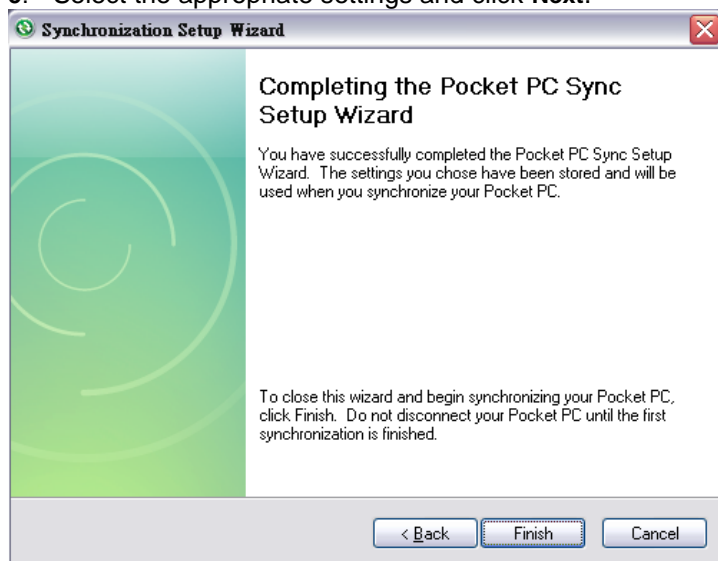 Select the appropriate settings and click Next.
Synchronization Setup Wizard
Completing the Pocket PC Sync
Setup Wizard
You have successfully completed the Pocket PC Sync Setup
Wizard. The settings you chose have been stored and will be
used when you synchronize your Pocket PC.
To close this wizard and begin synchronizing your Pocket PC,
click Finish. Do not disconnect your Pocket PC until the first
synchronization is finished.
< Back
Finish
Cancel